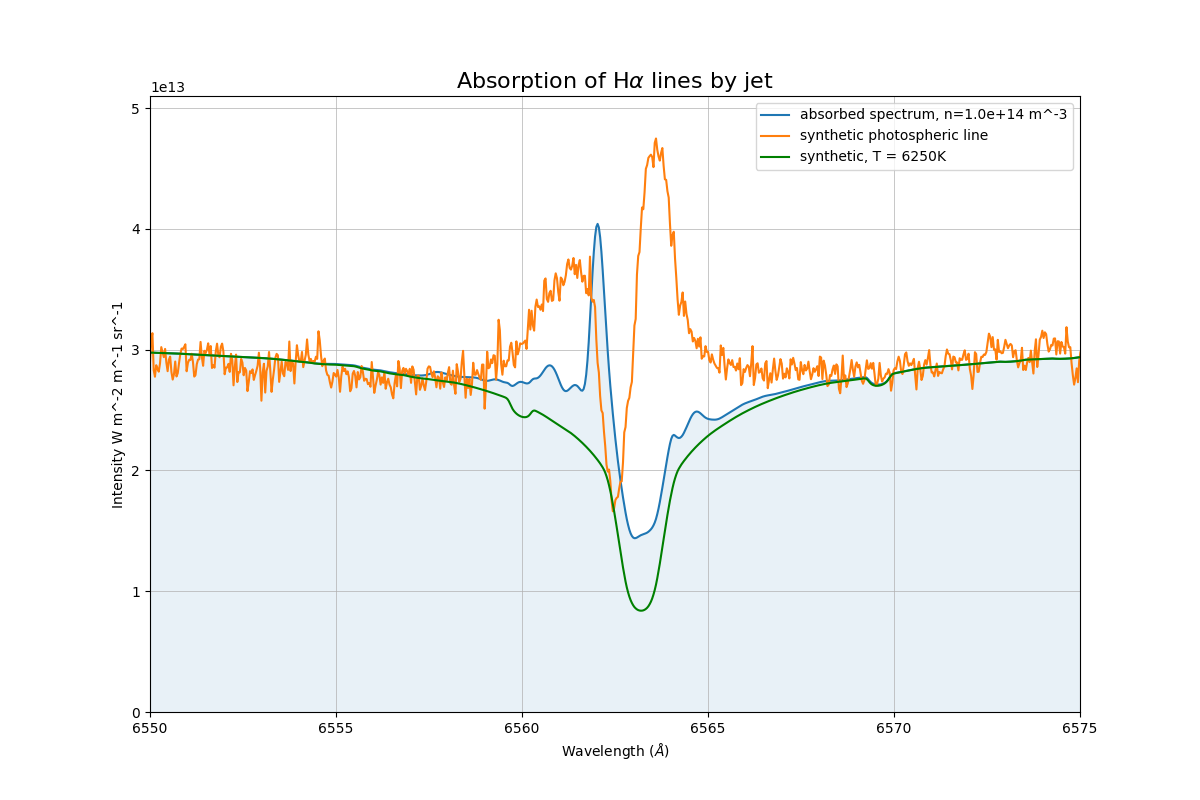 Absorption of Hα lines by jet
1e13
absorbed spectrum, n=1.0e+14 m^-3
synthetic photospheric line
synthetic, T = 6250K
5
4
3
2
1
0
Intensity W m^-2 m^-1 sr^-1
6550 6555 6560 6565 6570 6575
Wavelength (Å)